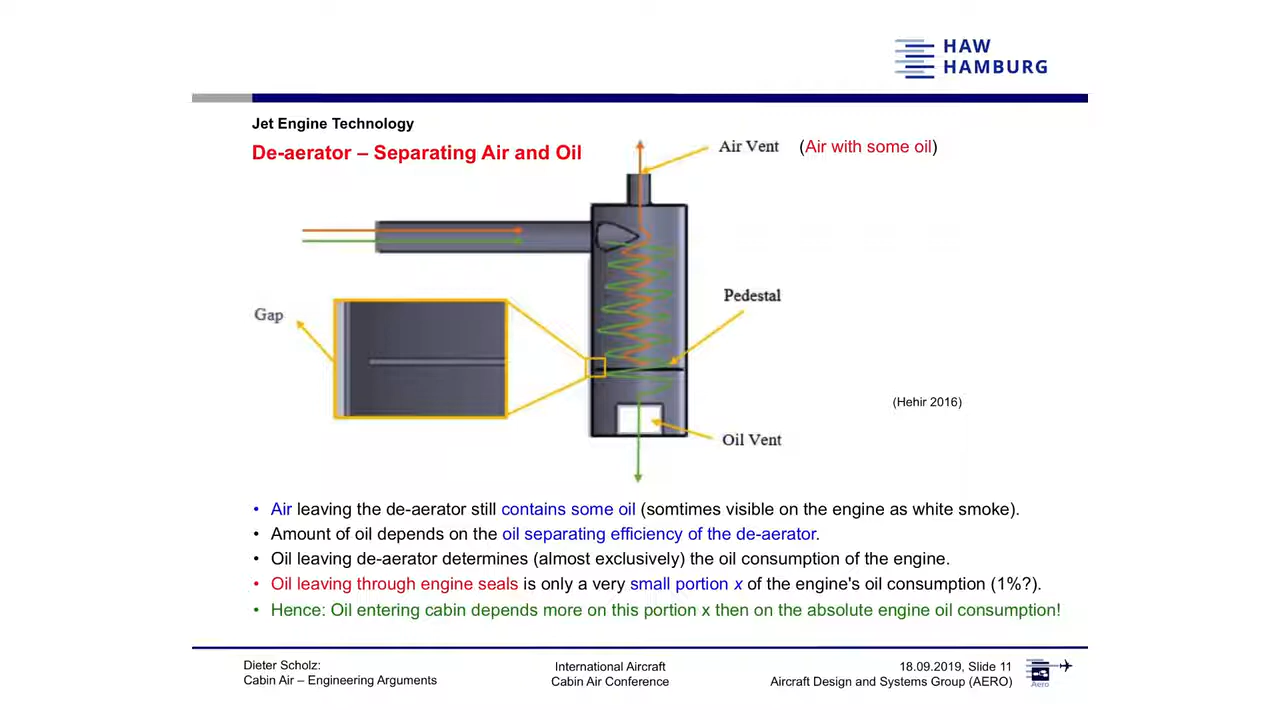 HAW
HAMBURG
Jet Engine Technology
De-aerator – Separating Air and Oil
Air Vent (Air with some oil)
Pedestal
Gap
(Hehir 2016)
Oil Vent
• Air leaving the de-aerator still contains some oil (somtimes visible on the engine as white smoke).
• Amount of oil depends on the oil separating efficiency of the de-aerator.
• Oil leaving de-aerator determines (almost exclusively) the oil consumption of the engine.
• Oil leaving through engine seals is only a very small portion x of the engine's oil consumption (1%?).
• Hence: Oil entering cabin depends more on this portion x then on the absolute engine oil consumption!
Dieter Scholz:
Cabin Air – Engineering Arguments
International Aircraft
Cabin Air Conference
18.09.2019, Slide 11
Aircraft Design and Systems Group (AERO)
Aero